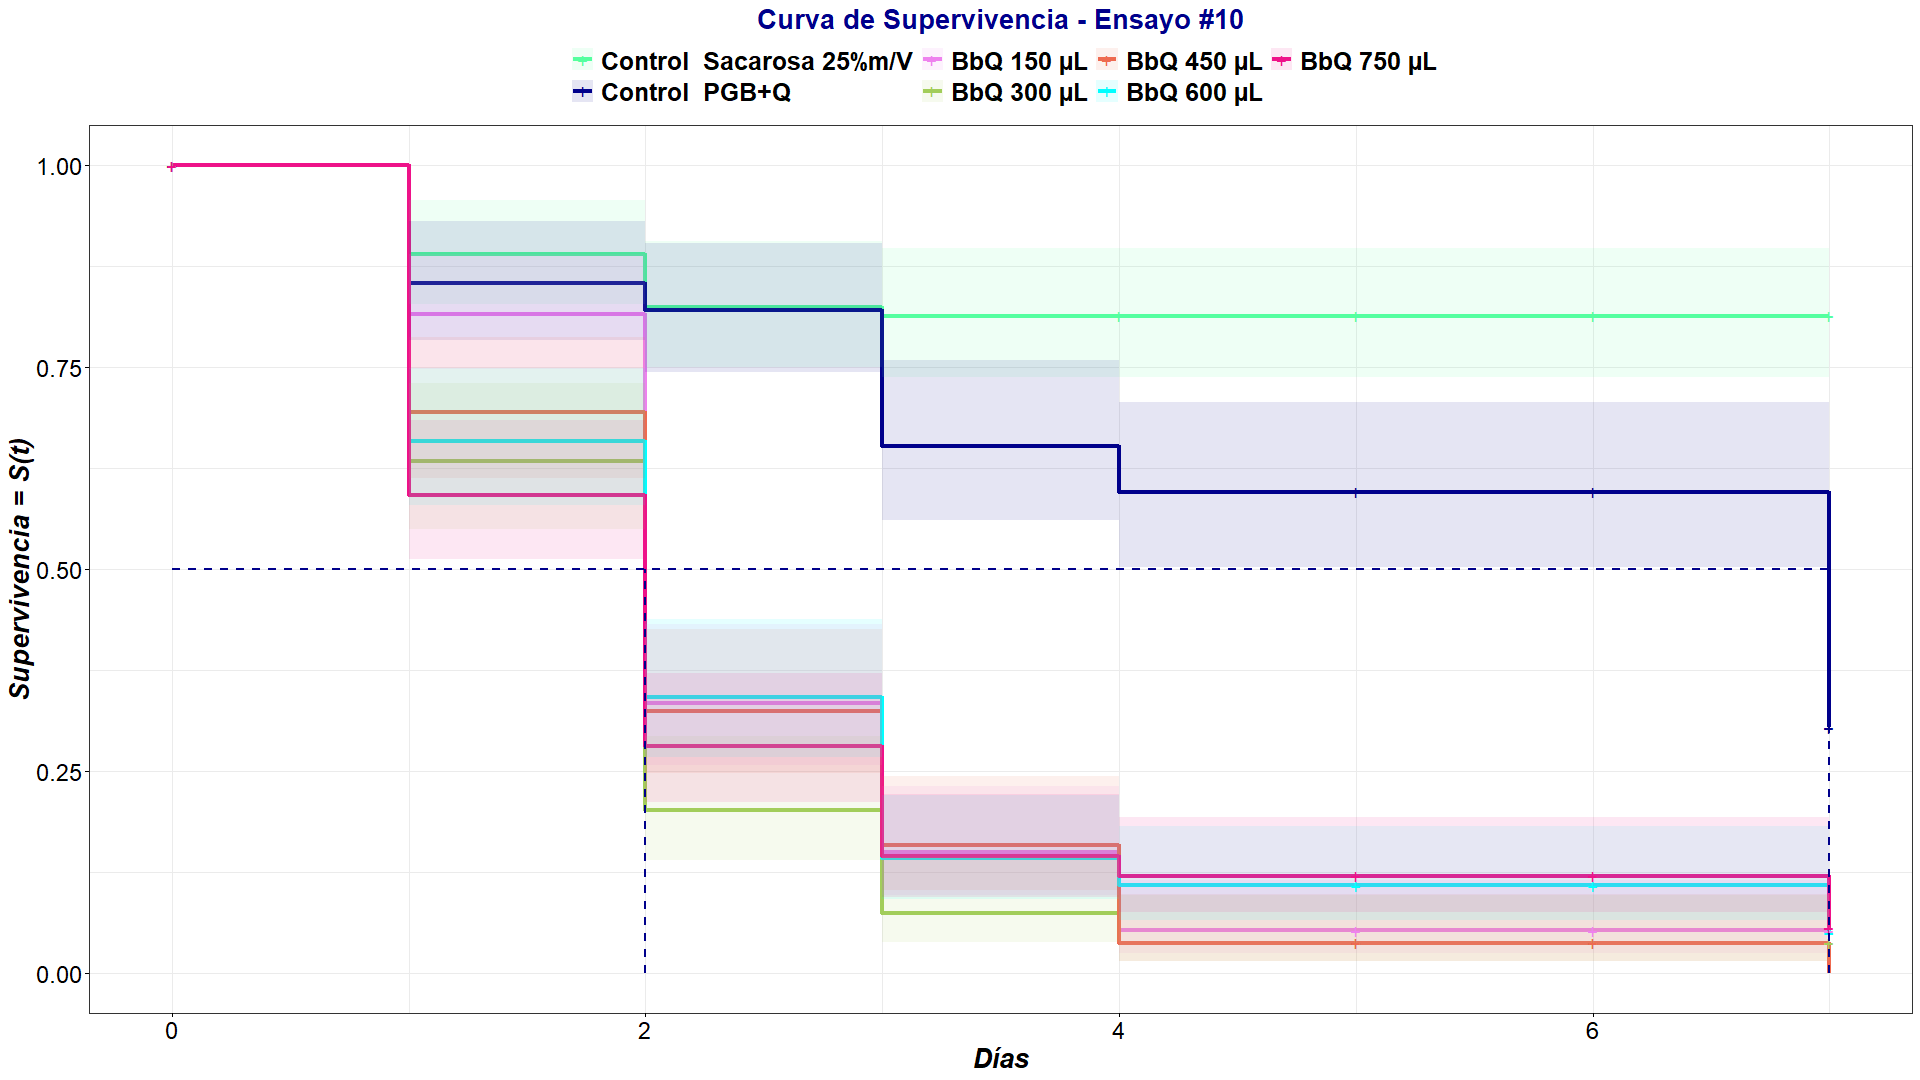 Curva de Supervivencia - Ensayo #10
Control  Sacarosa 25%m/V BbQ 150 µL BbQ 450 µL BbQ 750 µL
Control  PGB+Q BbQ 300 µL BbQ 600 µL
Supervivencia = S(t)
1.00
0.75
0.50
0.25
0.00
0 2 4 6
Días